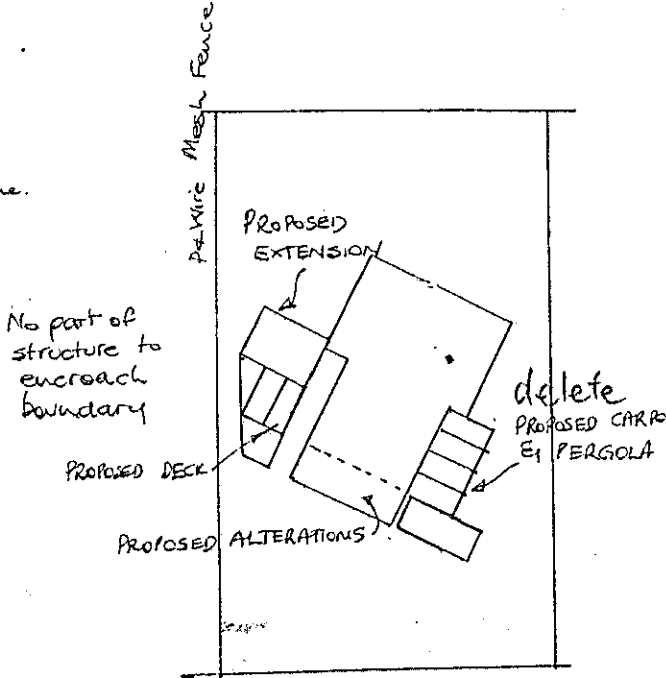 P&Wire Mesh Fence
PROPOSED
EXTENSION
No part of
structure to
encroach
boundary
delete
PROPOSED CARPO
& PERGOLA
PROPOSED DECK
PROPOSED ALTERATIONS